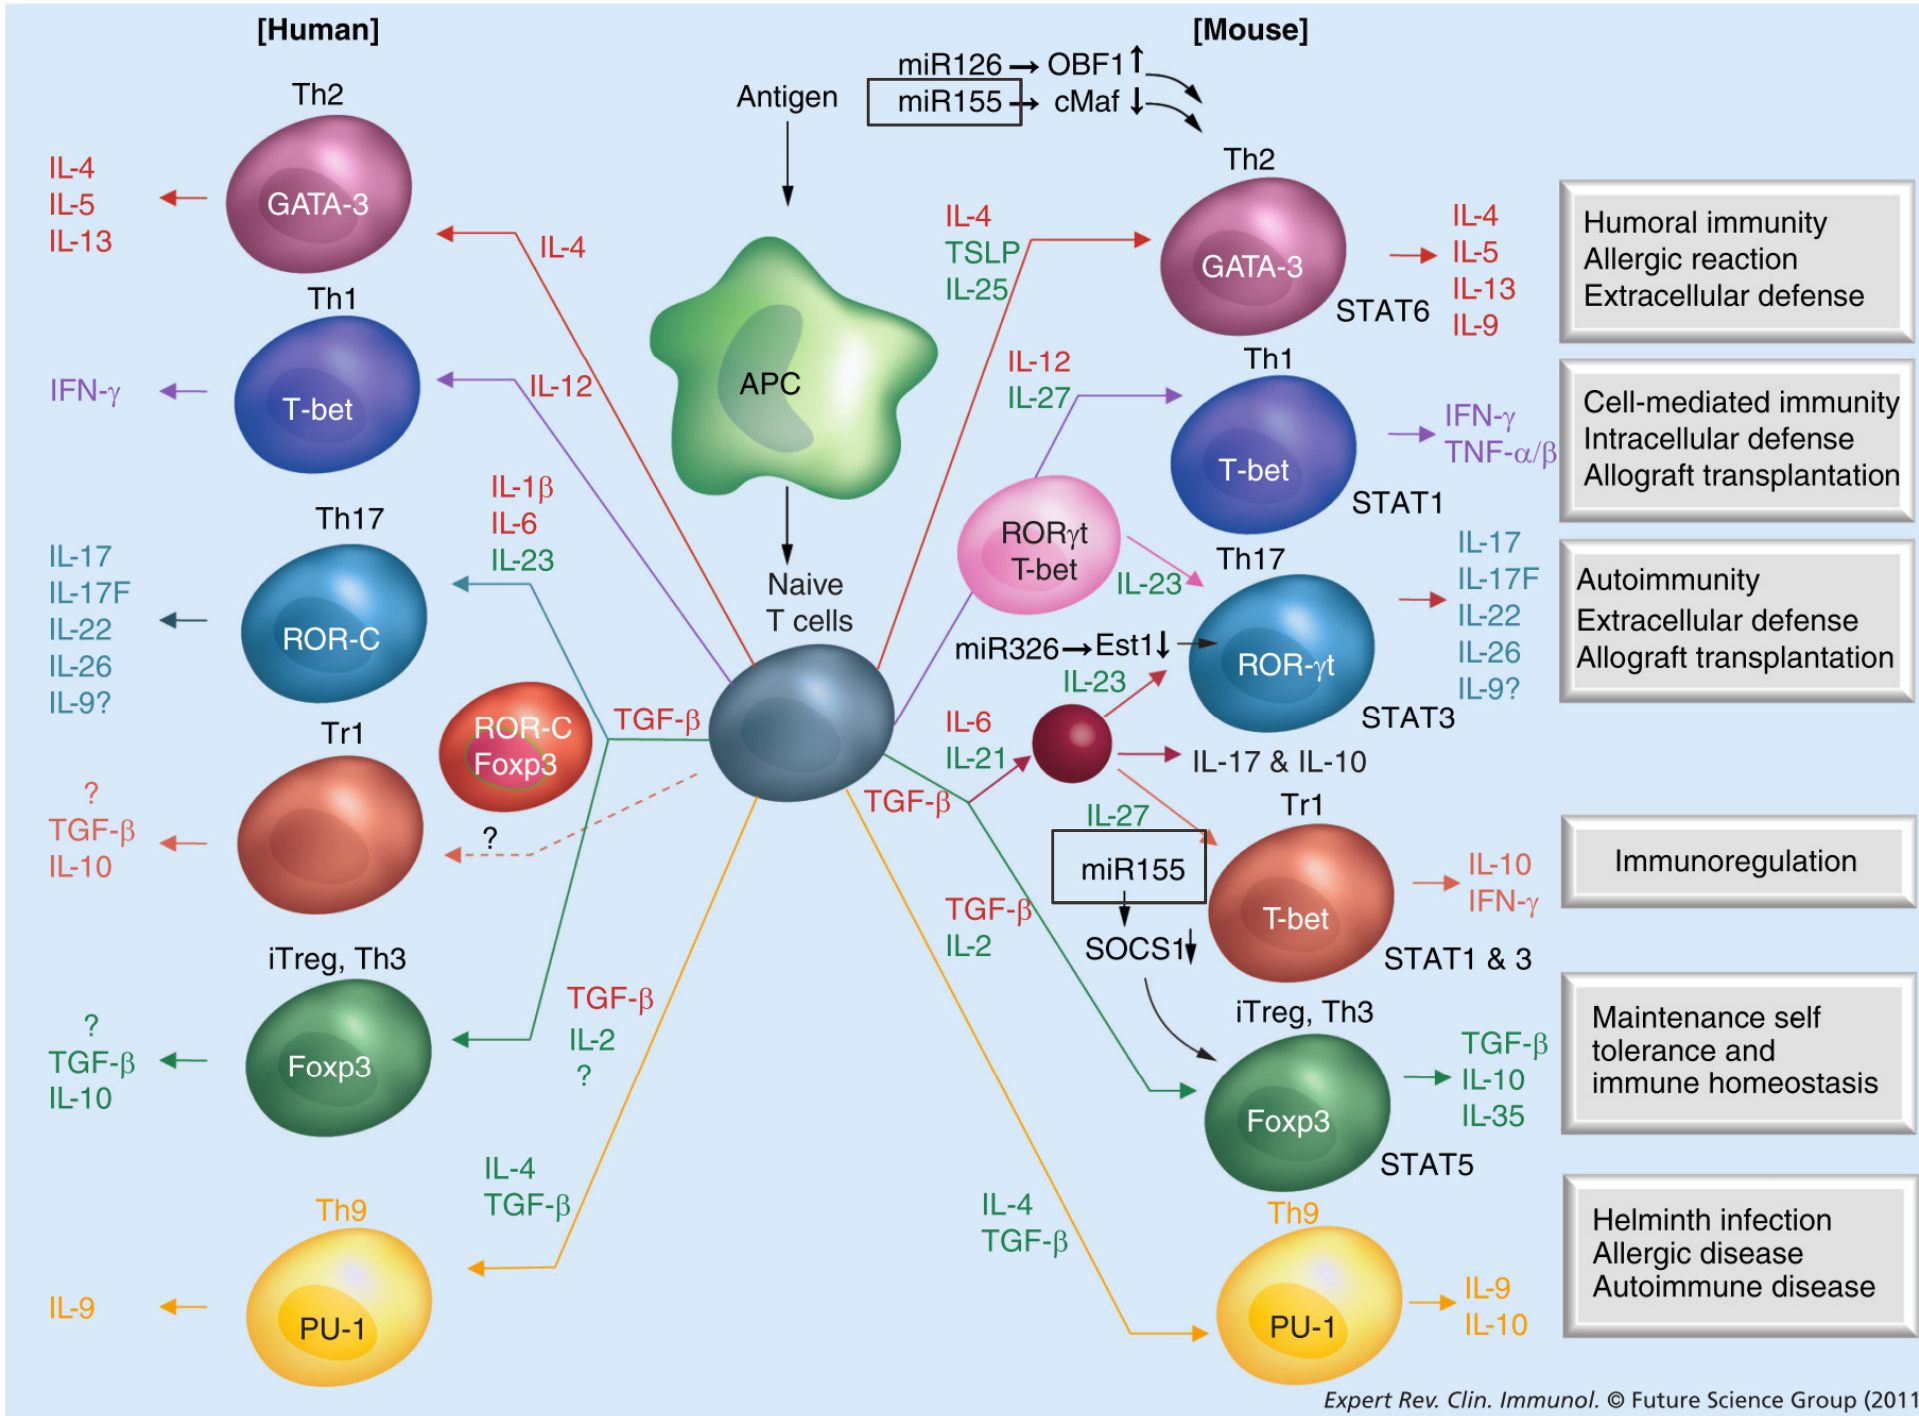 [Human]
[Mouse]
miR126 → OBF1 ↑
miR155 → cMaf ↓
Antigen
APC
Naive
T cells
Th2
GATA-3
IL-4
IL-5
IL-13
IL-4
Th1
T-bet
IFN-γ
IL-12
Th17
ROR-C
IL-17
IL-17F
IL-22
IL-26
IL-9?
IL-1β
IL-6
IL-23
ROR-C
Foxp3
TGF-β
Tr1
?
TGF-β
IL-10
?
iTreg, Th3
Foxp3
?
TGF-β
IL-10
TGF-β
IL-2
?
Th9
PU-1
IL-9
IL-4
TGF-β
Th2
GATA-3
STAT6
IL-4
TSLP
IL-25
IL-4
IL-5
IL-13
IL-9
Humoral immunity
Allergic reaction
Extracellular defense
Th1
T-bet
STAT1
IL-12
IL-27
IFN-γ
TNF-α/β
Cell-mediated immunity
Intracellular defense
Allograft transplantation
RORγt
T-bet
IL-23
Th17
ROR-γt
STAT3
miR326 → Est1 ↓
IL-23
IL-17
IL-17F
IL-22
IL-26
IL-9?
Autoimmunity
Extracellular defense
Allograft transplantation
IL-6
IL-21
TGF-β
IL-17 & IL-10
IL-27
Tr1
T-bet
STAT1 & 3
miR155
SOCS1 ↓
IL-10
IFN-γ
Immunoregulation
TGF-β
IL-2
iTreg, Th3
Foxp3
STAT5
TGF-β
IL-10
IL-35
Maintenance self
tolerance and
immune homeostasis
IL-4
TGF-β
Th9
PU-1
IL-9
IL-10
Helminth infection
Allergic disease
Autoimmune disease
Expert Rev. Clin. Immunol. © Future Science Group (2011